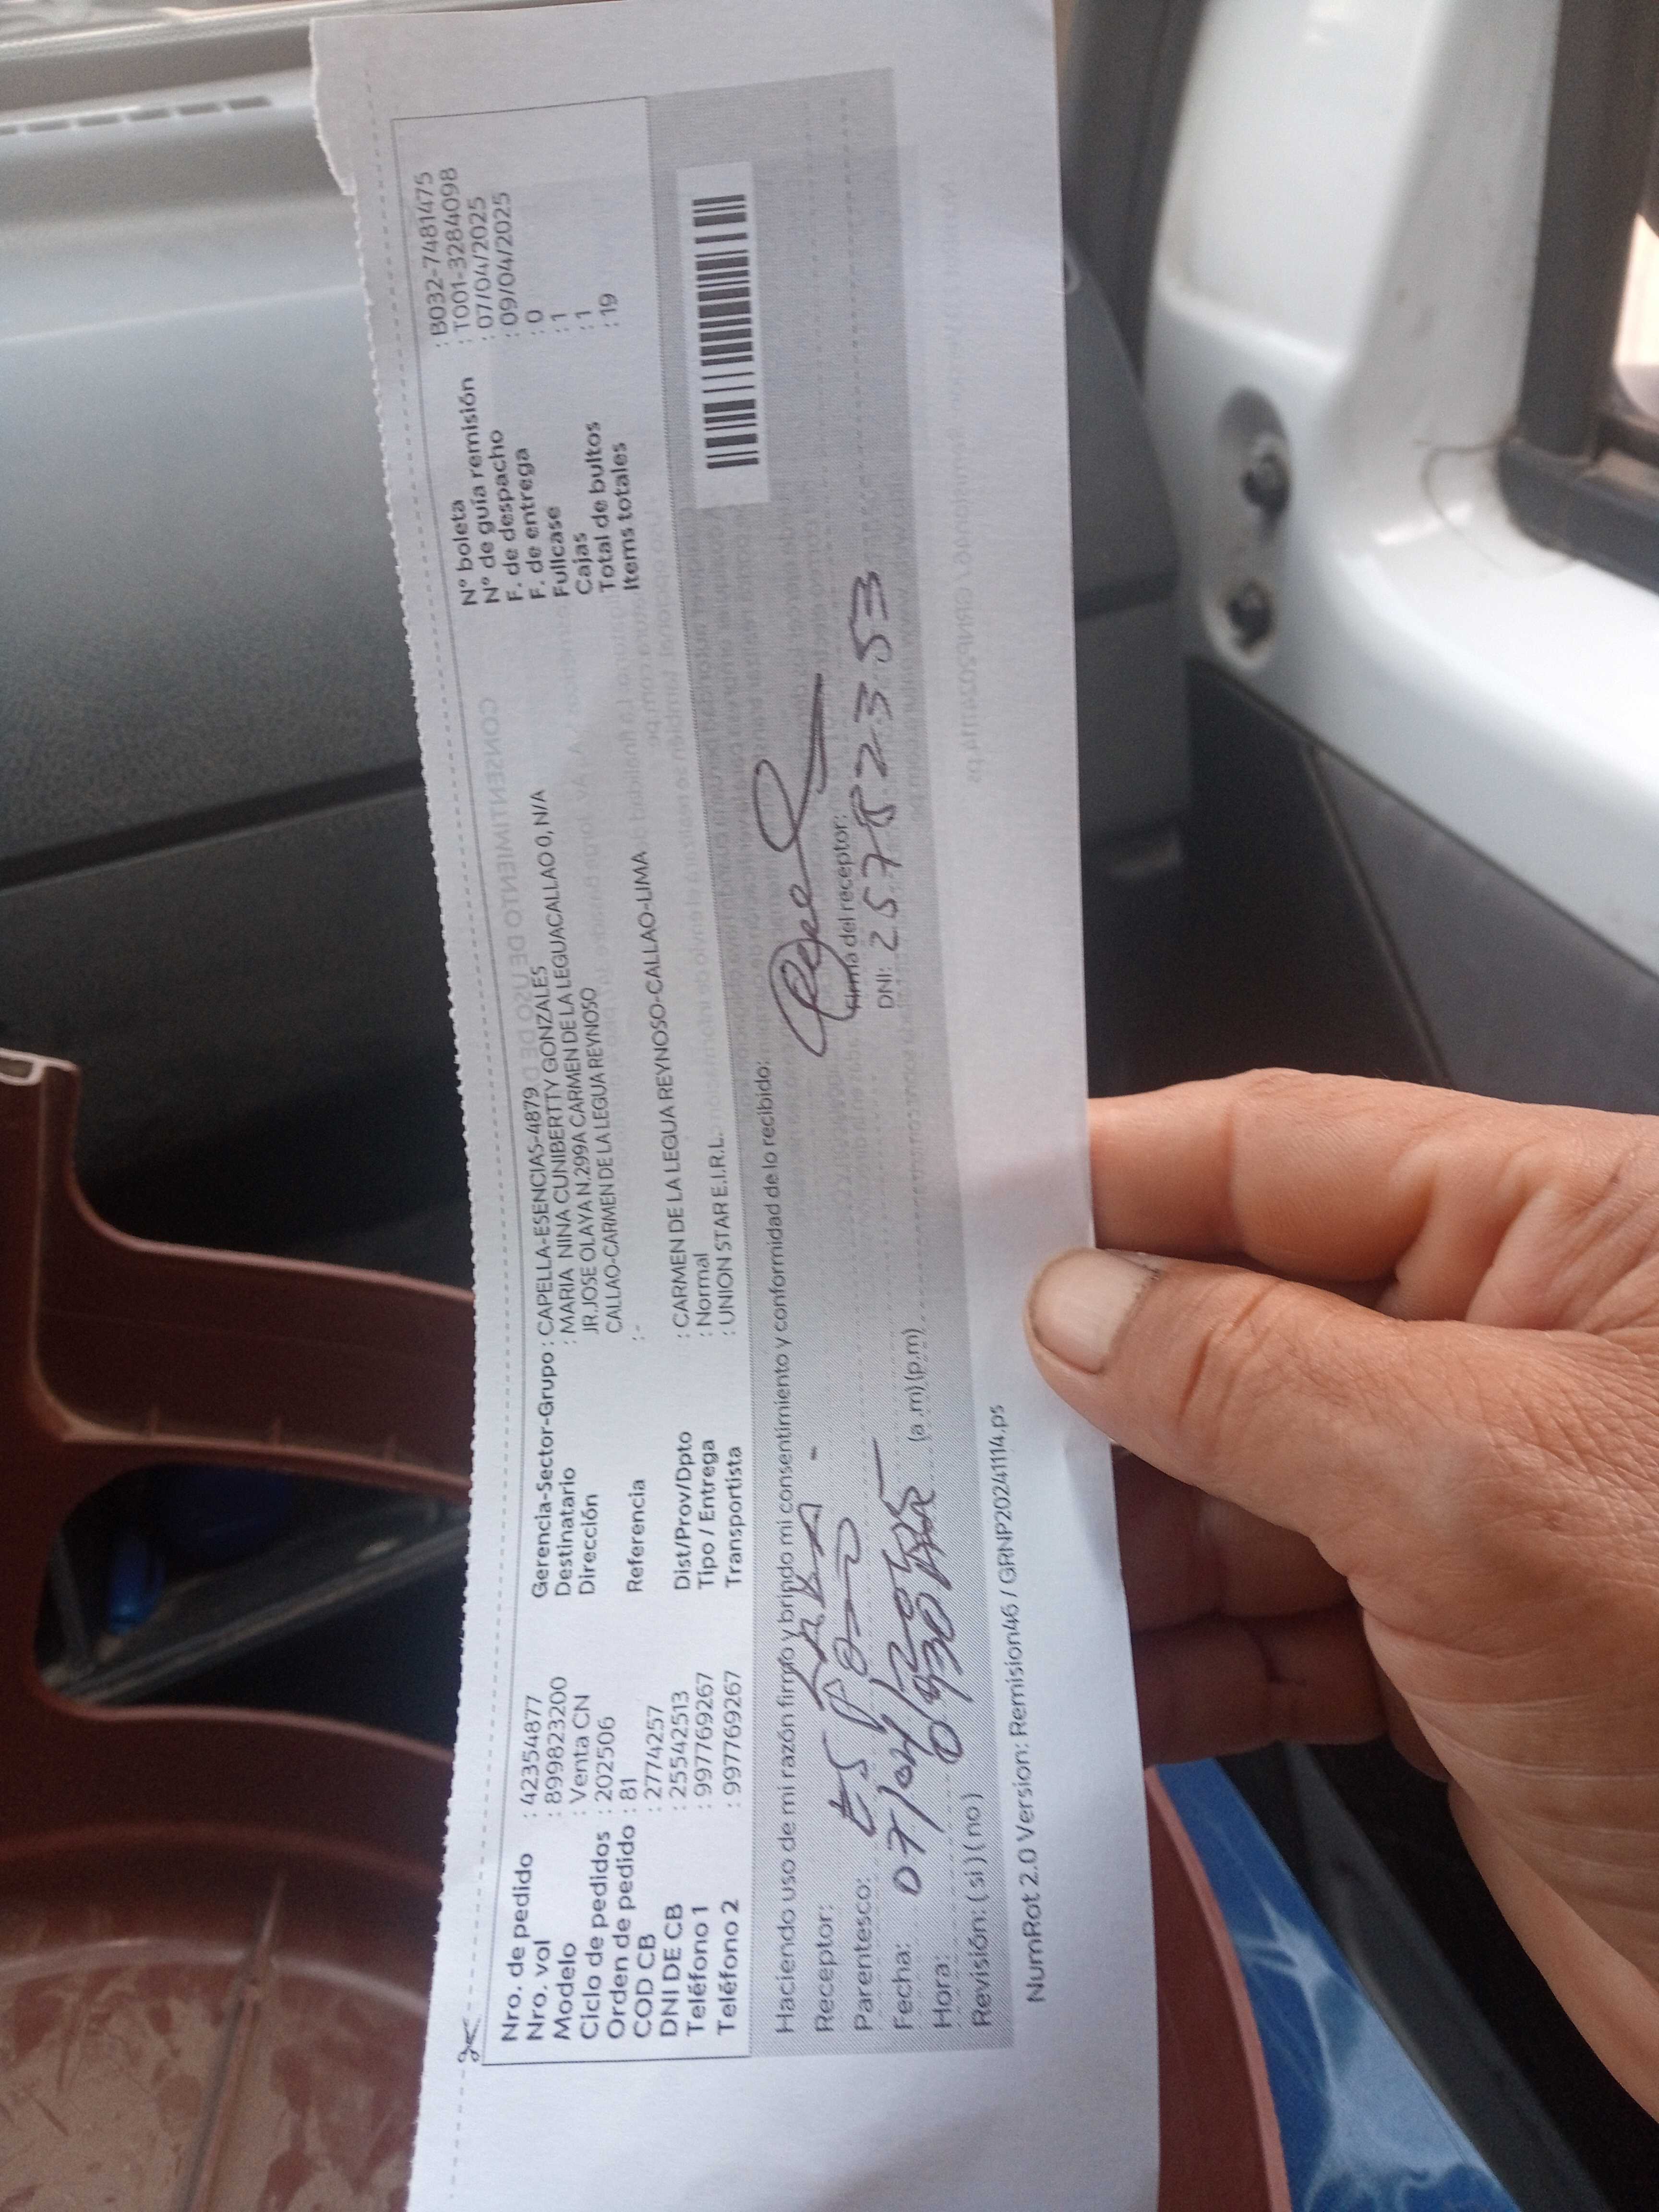 Nro. de pedido : 42354877
Nro. vol : 899823200
Modelo : Venta CN
Ciclo de pedidos : 202506
Orden de pedido : 81
COD CB : 2774257
DNI DE CB : 25542513
Teléfono 1 : 997769267
Teléfono 2 : 997769267
Gerencia-Sector-Grupo : CAPELLA-ESENCIAS-4879
Destinatario : MARIA NINA CUNIBERTTY GONZALES
Dirección JR.JOSE OLAYA N.299A CARMEN DE LA LEGUACALLAO 0, N/A
CALLAO-CARMEN DE LA LEGUA REYNOSO
Referencia :-
Dist/Prov/Dpto : CARMEN DE LA LEGUA REYNOSO-CALLAO-LIMA
Tipo / Entrega : Normal
Transportista : UNION STAR E.I.R.L.
N° boleta : B032-7481475
N° de guía remisión : T001-3284098
F. de despacho : 07/04/2025
F. de entrega : 09/04/2025
Fullcase : 0
Cajas : 1
Total de bultos : 1
Items totales : 19
Haciendo uso de mi razón firmo y brindo mi consentimiento y conformidad de lo recibido:
Receptor:
Parentesco: ESPOSO
Fecha: 07/04/2025
Hora: 0930 (a.m)(p.m)
Revisión: (si)(no)
Firma del receptor:
DNI: 25782353
NumRot 2.0 Version: Remision46 / GRNP20241114.ps